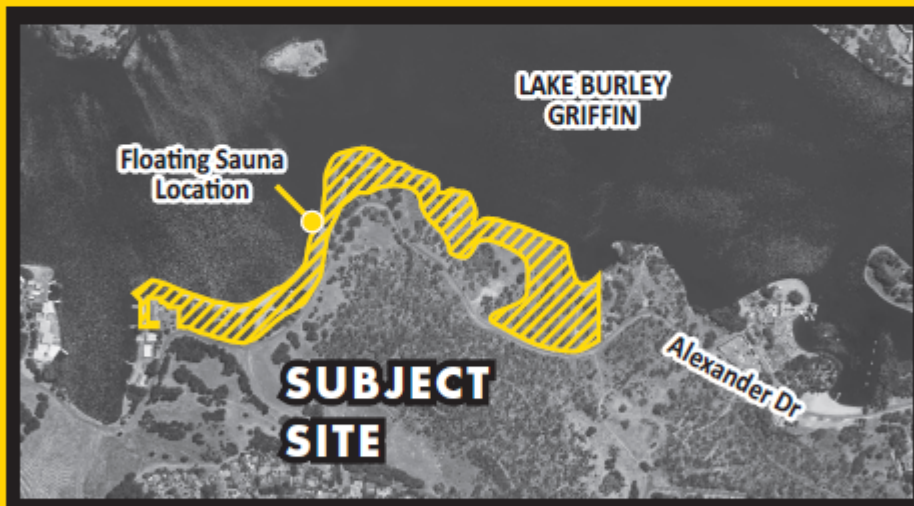 LAKE BURLEY
GRIFFIN
Floating Sauna
Location
Alexander Dr
SUBJECT
SITE